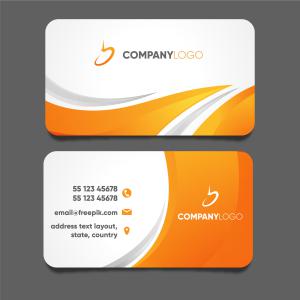 COMPANYLOGO
55 123 45678
55 123 45678
email@freepik.com
address text layout,
state, country
COMPANYLOGO